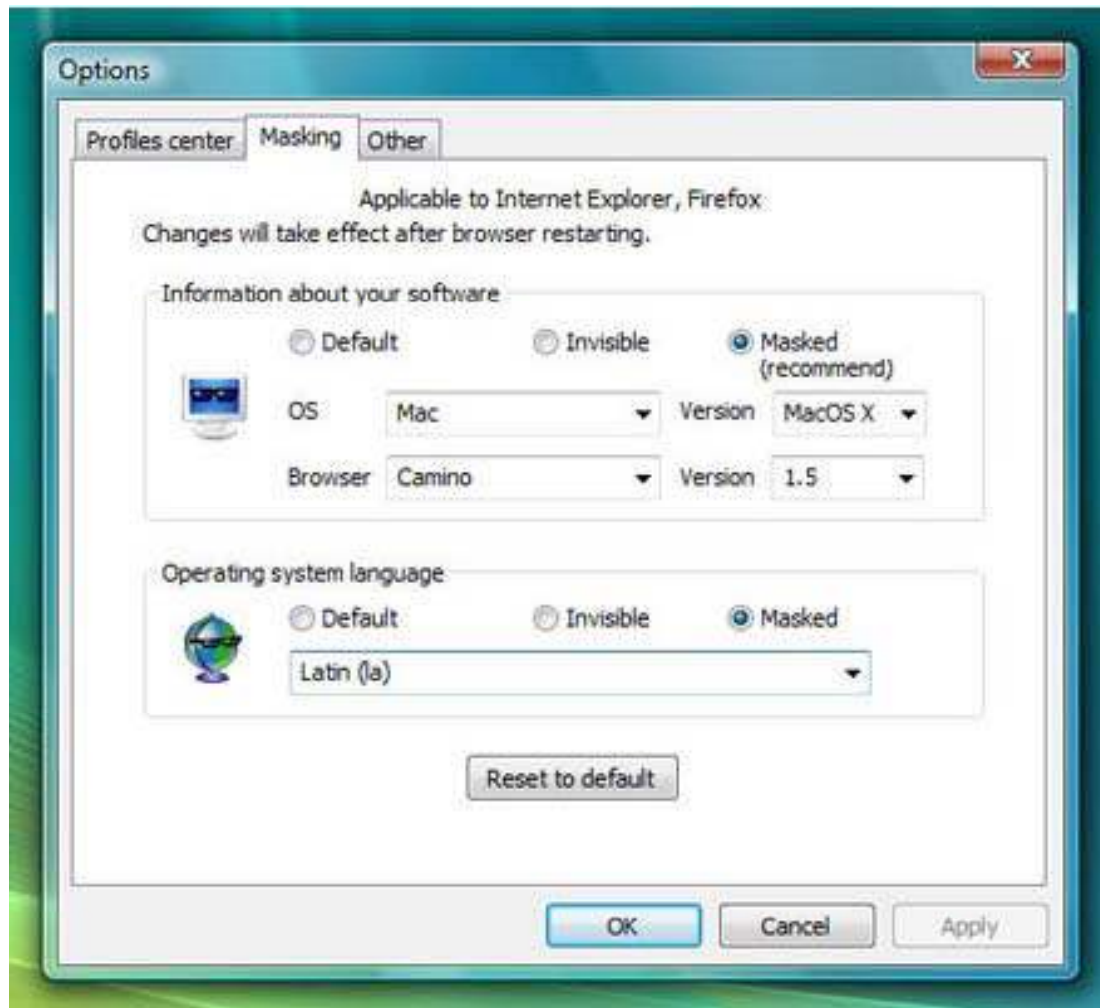 Options
Profiles center Masking Other
Applicable to Internet Explorer, Firefox
Changes will take effect after browser restarting.
Information about your software
Default Invisible Masked
(recommend)
OS Mac Version MacOS X
Browser Camino Version 1.5
Operating system language
Default Invisible Masked
Latin (la)
Reset to default
OK Cancel Apply